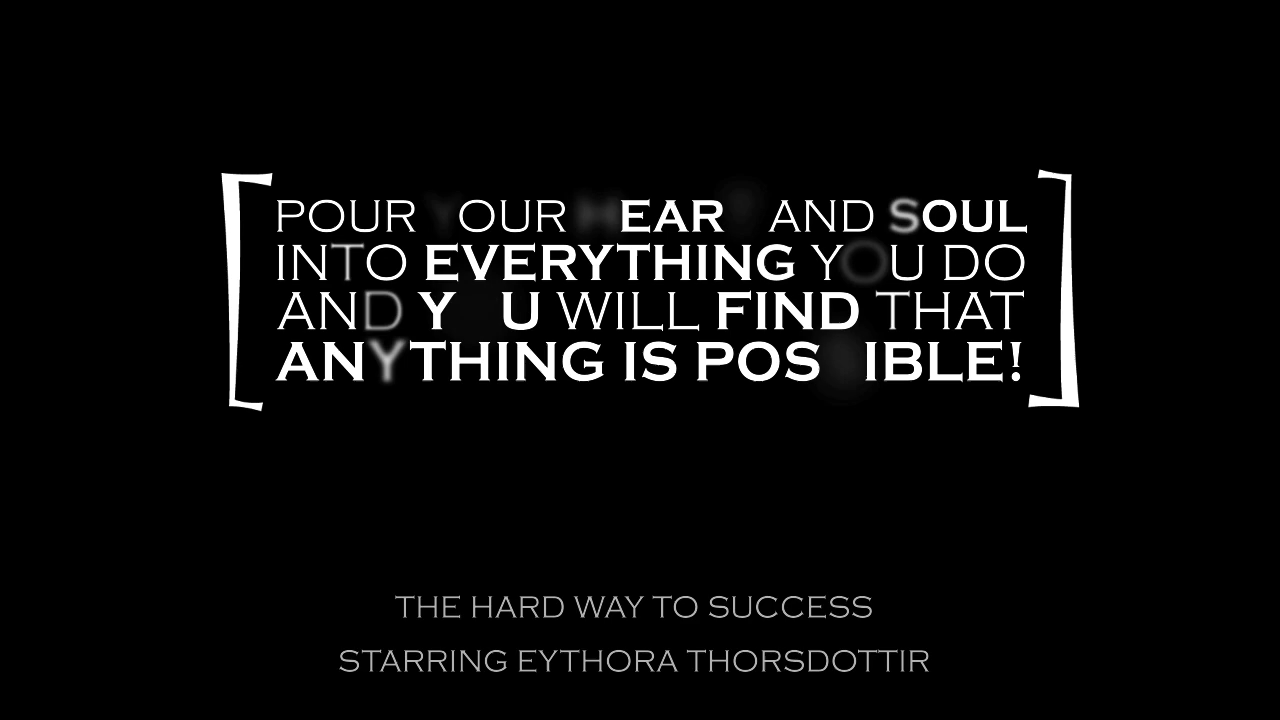 [POUR YOUR HEART AND SOUL
INTO EVERYTHING YOU DO
AND Y U WILL FIND THAT
ANYTHING IS POS IBLE!]
THE HARD WAY TO SUCCESS
STARRING EYTHORA THORSDOTTIR